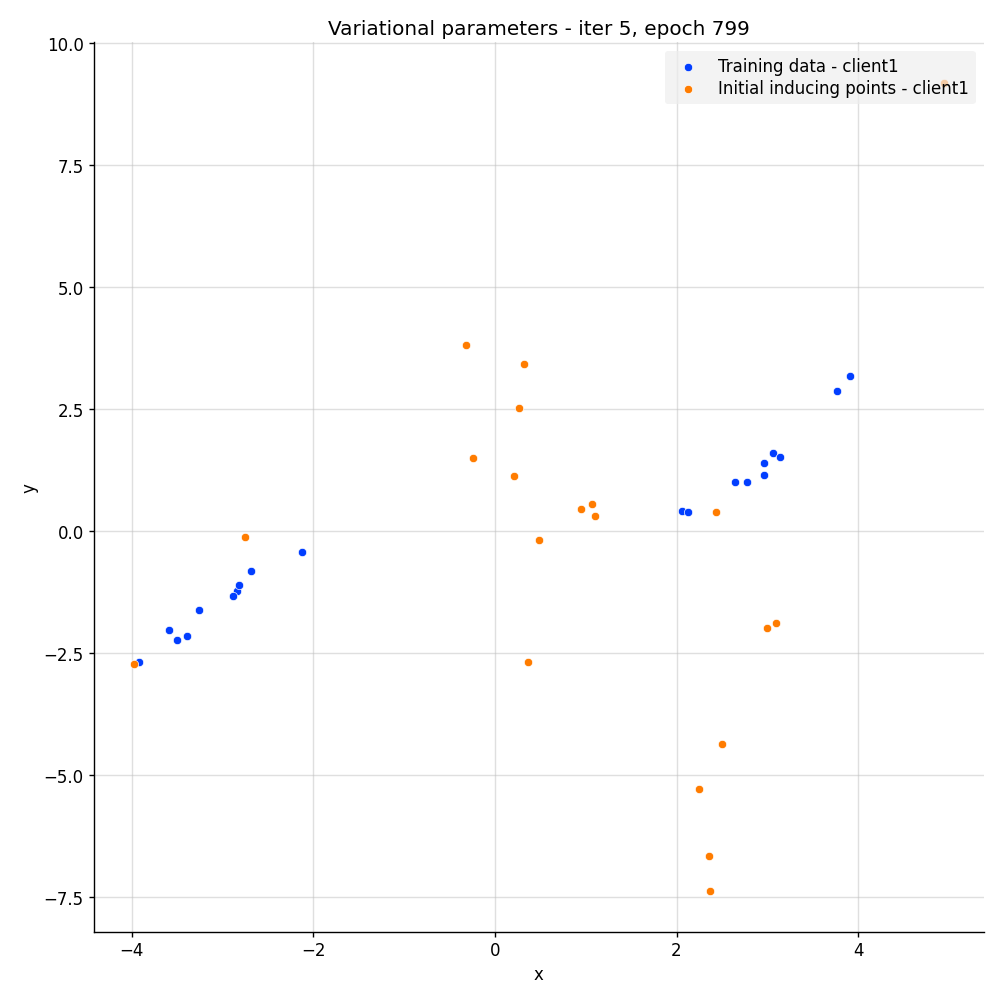 Variational parameters - iter 5, epoch 799
Training data - client1
Initial inducing points - client1
10.0
7.5
5.0
2.5
0.0
−2.5
−5.0
−7.5
y
−4
−2
0
2
4
x